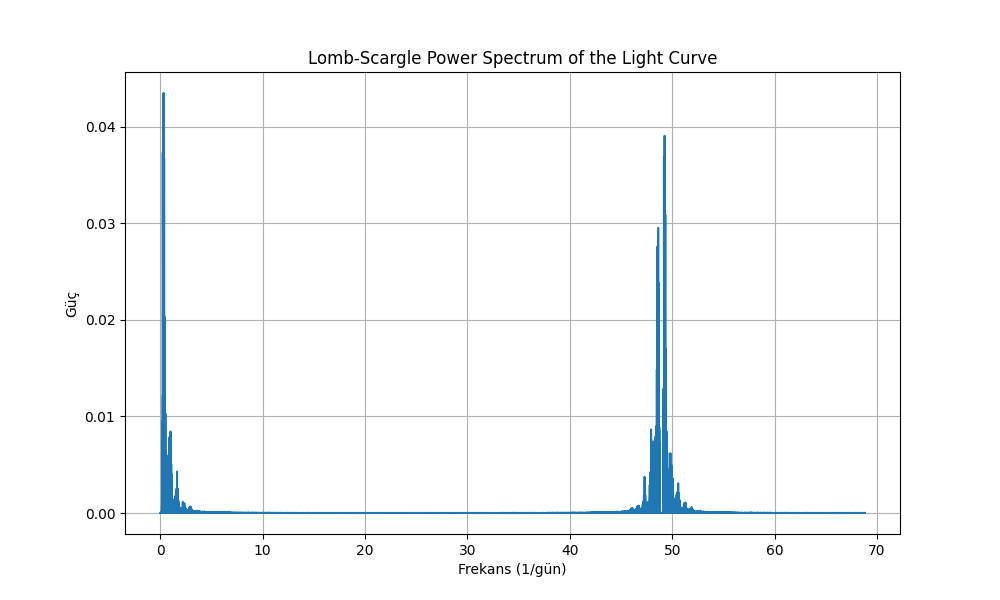 Lomb-Scargle Power Spectrum of the Light Curve
0.04
0.03
0.02
0.01
0.00
Güç
0 10 20 30 40 50 60 70
Frekans (1/gün)